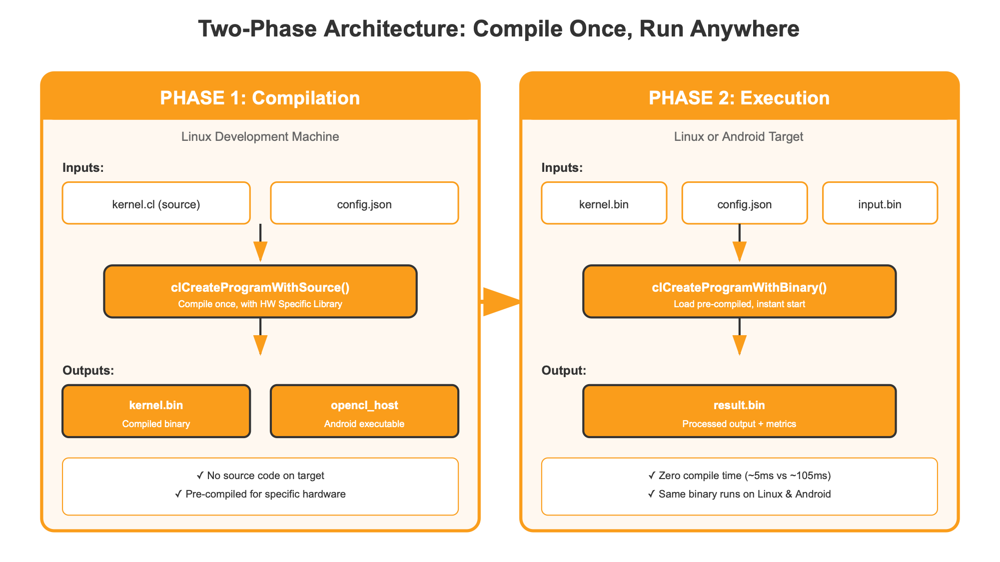 Two-Phase Architecture: Compile Once, Run Anywhere
PHASE 1: Compilation
Linux Development Machine
Inputs:
kernel.cl (source)
config.json
clCreateProgramWithSource()
Compile once, with HW Specific Library
Outputs:
kernel.bin
Compiled binary
opencl_host
Android executable
✓ No source code on target
✓ Pre-compiled for specific hardware
PHASE 2: Execution
Linux or Android Target
Inputs:
kernel.bin
config.json
input.bin
clCreateProgramWithBinary()
Load pre-compiled, instant start
Output:
result.bin
Processed output + metrics
✓ Zero compile time (~5ms vs ~105ms)
✓ Same binary runs on Linux & Android